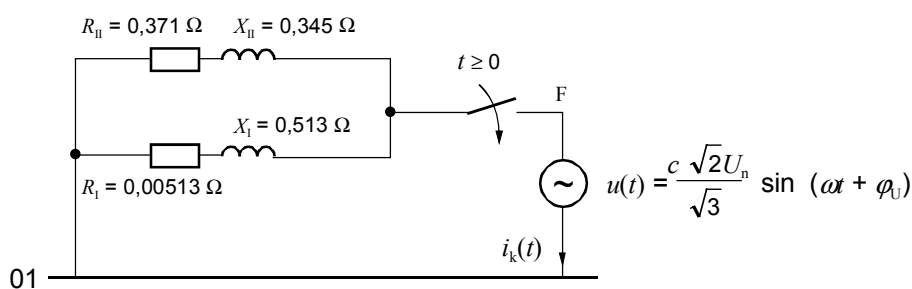 R_II = 0,371 Ω X_II = 0,345 Ω
t ≥ 0
F
X_I = 0,513 Ω
R_I = 0,00513 Ω
u(t) = c √2 U_n / √3 sin (ωt + φ_U)
i_k(t)
01